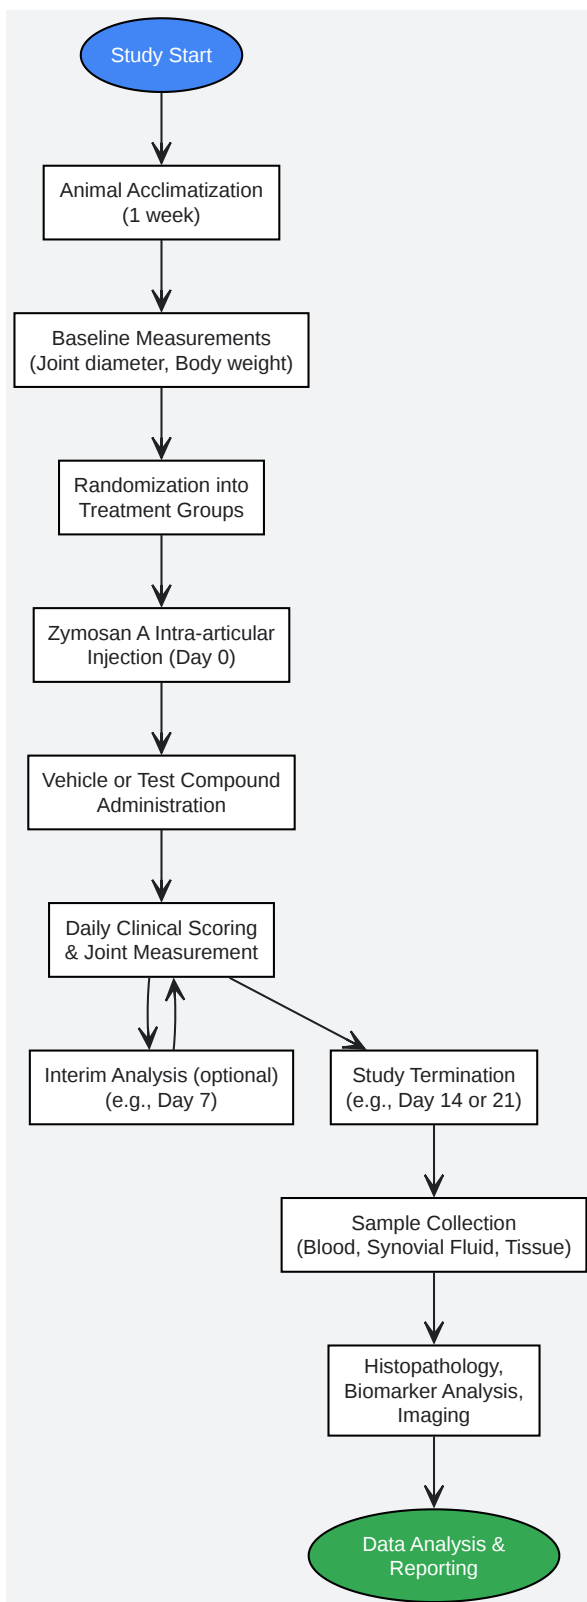 Study Start
Animal Acclimatization
(1 week)
Baseline Measurements
(Joint diameter, Body weight)
Randomization into
Treatment Groups
Zymosan A Intra-articular
Injection (Day 0)
Vehicle or Test Compound
Administration
Daily Clinical Scoring
& Joint Measurement
Interim Analysis (optional)
(e.g., Day 7)
Study Termination
(e.g., Day 14 or 21)
Sample Collection
(Blood, Synovial Fluid, Tissue)
Histopathology,
Biomarker Analysis,
Imaging
Data Analysis &
Reporting